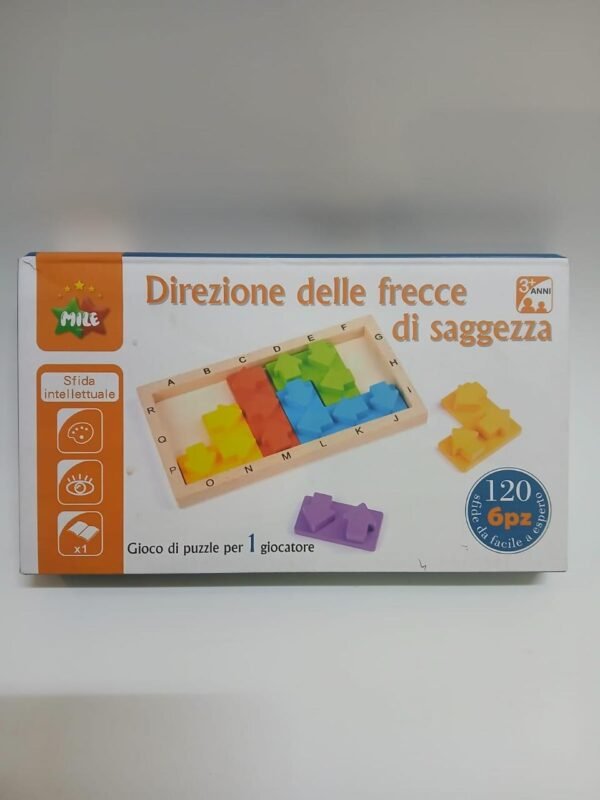 MILE
Direzione delle frecce
di saggezza
3+
ANNI
Sfida
intellettuale
x1
A B C D E F G H I J K L M N O P Q R
120
6pz
sfide da facile a esperto
Gioco di puzzle per 1 giocatore